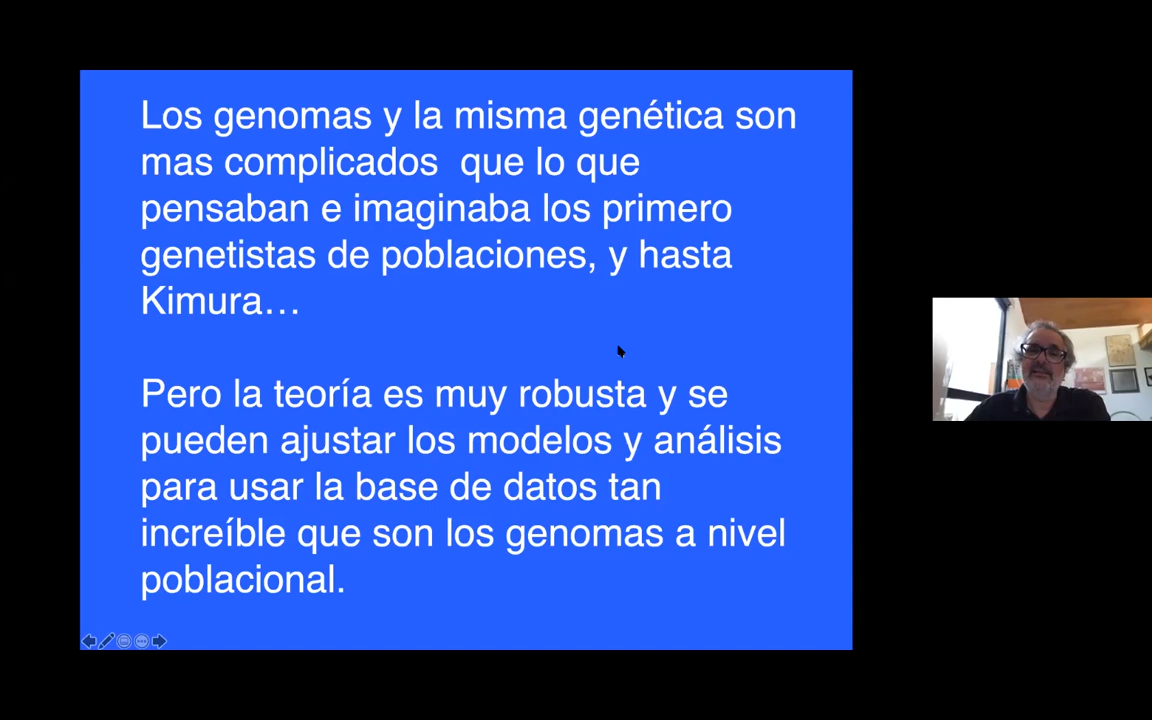 Los genomas y la misma genética son
mas complicados  que lo que
pensaban e imaginaba los primero
genetistas de poblaciones, y hasta
Kimura…
Pero la teoría es muy robusta y se
pueden ajustar los modelos y análisis
para usar la base de datos tan
increíble que son los genomas a nivel
poblacional.